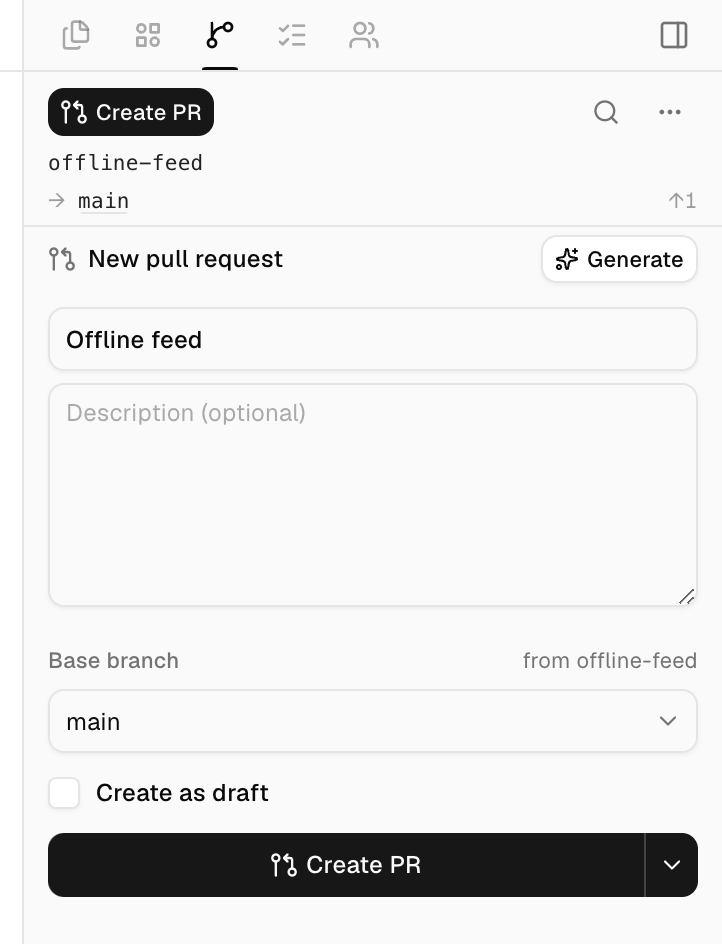 Create PR
offline-feed
→ main ↑1
New pull request Generate
Offline feed
Description (optional)
Base branch from offline-feed
main
Create as draft
Create PR